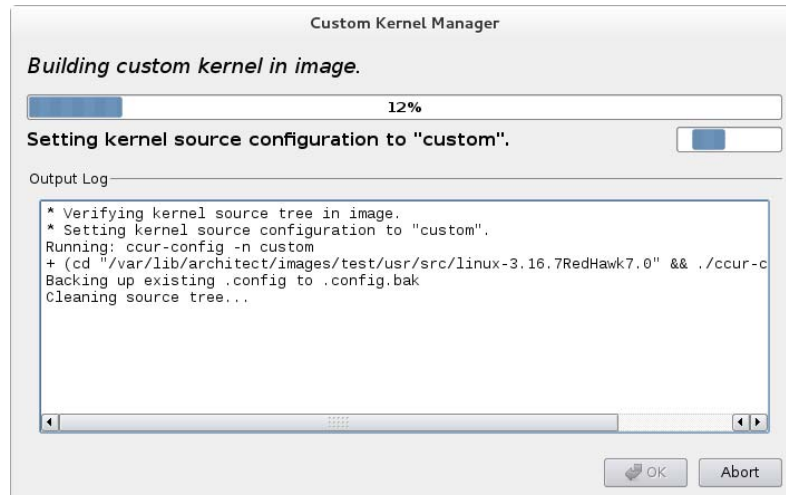 Custom Kernel Manager
Building custom kernel in image.
12%
Setting kernel source configuration to "custom".
Output Log
* Verifying kernel source tree in image.
* Setting kernel source configuration to "custom".
Running: ccur-config -n custom
+ (cd "/var/lib/architect/images/test/usr/src/linux-3.16.7RedHawk7.0" && ./ccur-c
Backing up existing .config to .config.bak
Cleaning source tree...
OK
Abort